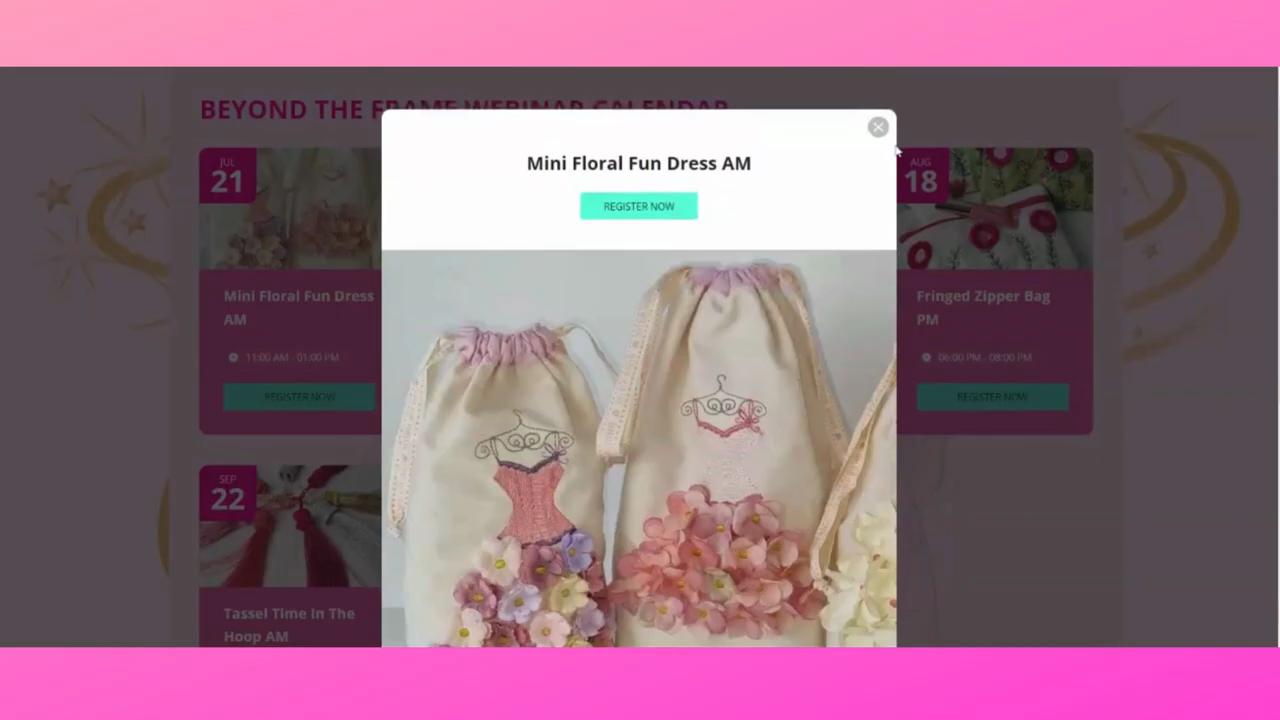 BEYOND THE FRAME WEBINAR CALENDAR
Mini Floral Fun Dress AM
REGISTER NOW
JUL
21
Mini Floral Fun Dress
AM
11:00 AM - 01:00 PM
REGISTER NOW
AUG
18
Fringed Zipper Bag
PM
06:00 PM - 08:00 PM
REGISTER NOW
SEP
22
Tassel Time In The
Hoop AM